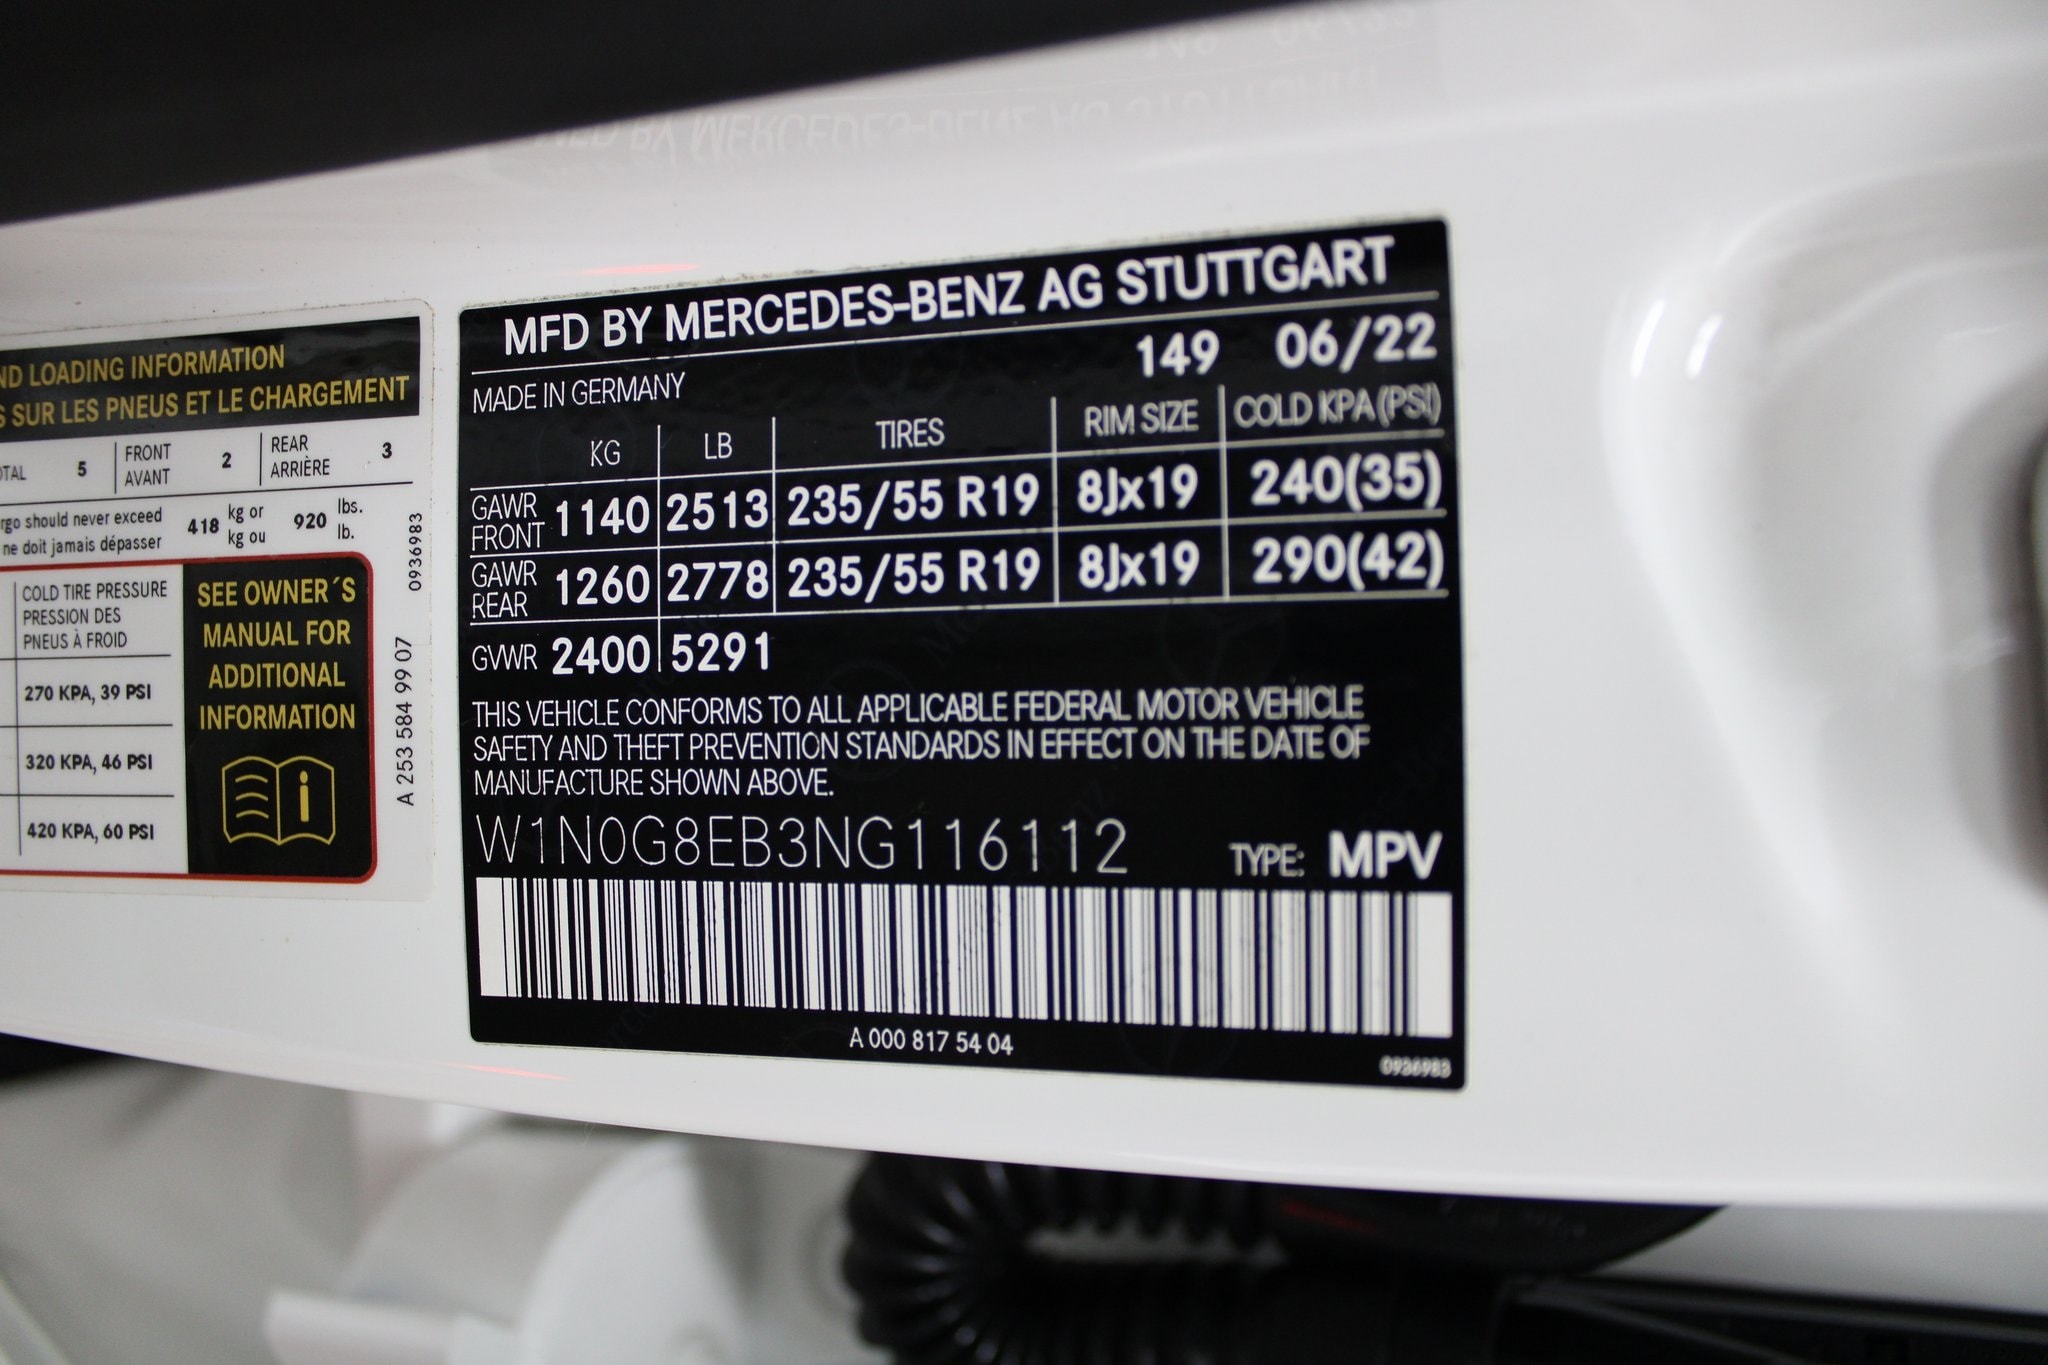 ND LOADING INFORMATION
SUR LES PNEUS ET LE CHARGEMENT
5 FRONT AVANT 2 REAR ARRIÈRE 3
should never exceed 418 kg or 920 lbs.
ne doit jamais dépasser kg ou lb.
COLD TIRE PRESSURE
PRESSION DES
PNEUS À FROID
270 KPA, 39 PSI
320 KPA, 46 PSI
420 KPA, 60 PSI
SEE OWNER´S
MANUAL FOR
ADDITIONAL
INFORMATION
0936983
A 253 584 99 07
MFD BY MERCEDES-BENZ AG STUTTGART
149 06/22
MADE IN GERMANY
KG LB TIRES RIM SIZE COLD KPA(PSI)
GAWR FRONT 1140 2513 235/55 R19 8Jx19 240(35)
GAWR REAR 1260 2778 235/55 R19 8Jx19 290(42)
GVWR 2400 5291
THIS VEHICLE CONFORMS TO ALL APPLICABLE FEDERAL MOTOR VEHICLE
SAFETY AND THEFT PREVENTION STANDARDS IN EFFECT ON THE DATE OF
MANUFACTURE SHOWN ABOVE.
W1N0G8EB3NG116112 TYPE: MPV
A 000 817 54 04
0936983